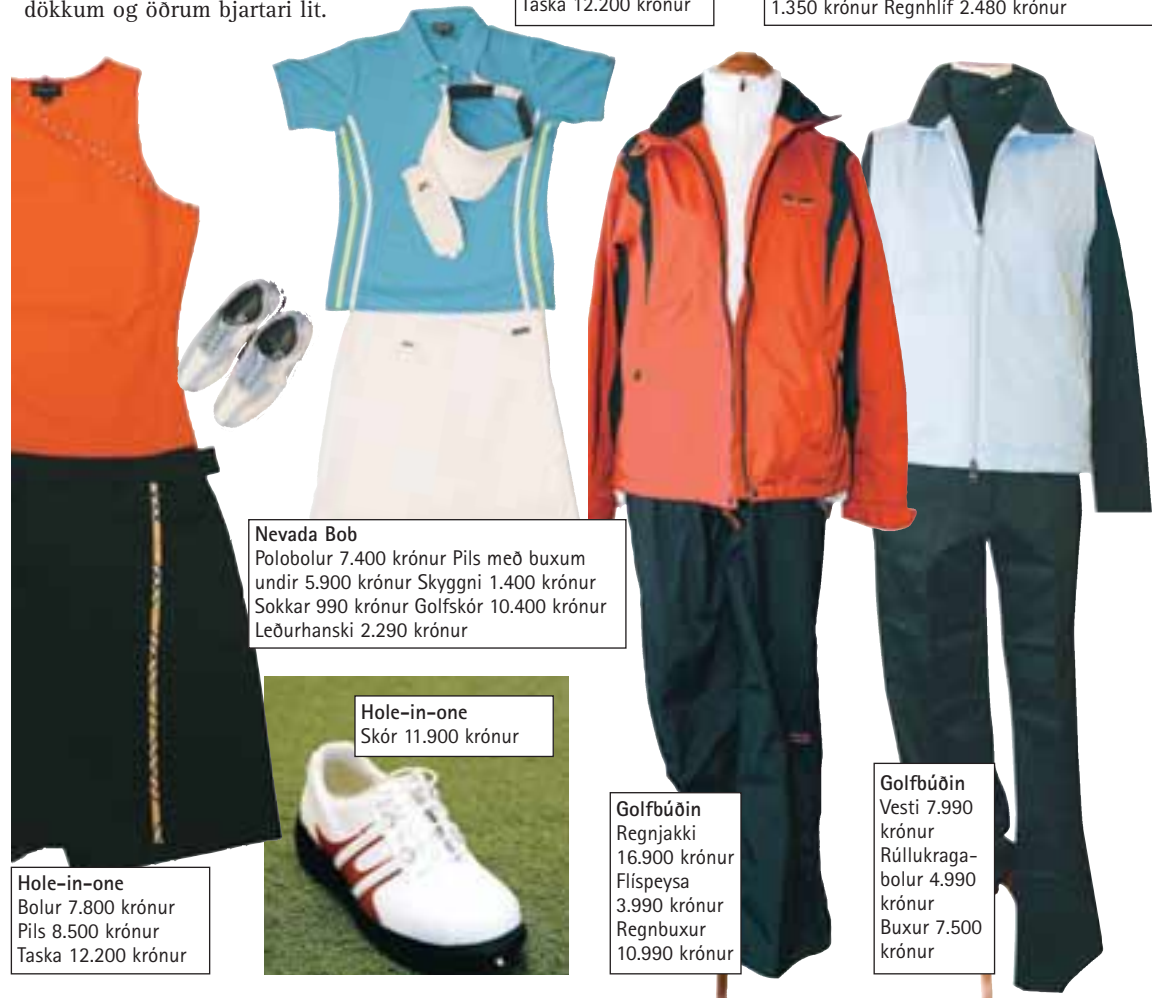 dökkum og öðrum bjartari lit.
Taska 12.200 krónur
1.350 krónur Regnhlíf 2.480 krónur
Nevada Bob
Polobolur 7.400 krónur Pils með buxum
undir 5.900 krónur Skyggni 1.400 krónur
Sokkar 990 krónur Golfskór 10.400 krónur
Leðurhanski 2.290 krónur
Hole-in-one
Skór 11.900 krónur
Hole-in-one
Bolur 7.800 krónur
Pils 8.500 krónur
Taska 12.200 krónur
Golfbúðin
Regnjakki
16.900 krónur
Flíspeysa
3.990 krónur
Regnbuxur
10.990 krónur
Golfbúðin
Vesti 7.990
krónur
Rúllukraga-
bolur 4.990
krónur
Buxur 7.500
krónur